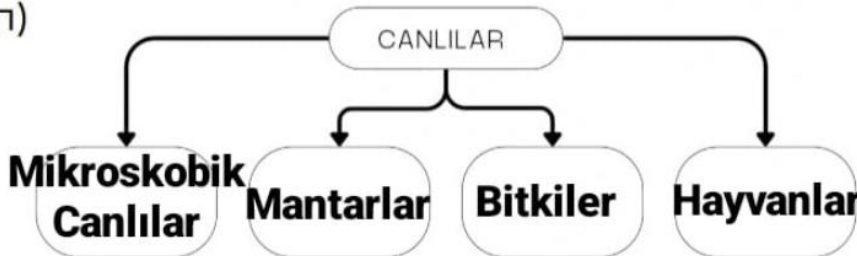 CANLILAR
Mikroskobik
Canlılar
Mantarlar
Bitkiler
Hayvanlar